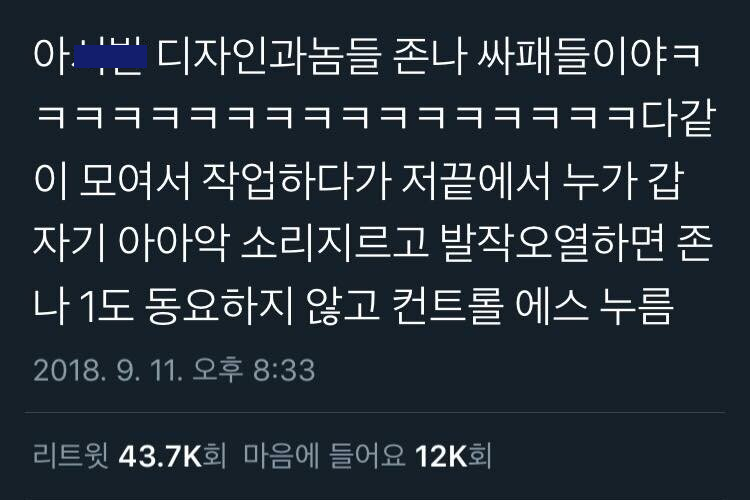 아 디자인과놈들 존나 싸패들이야ㅋ
ㅋㅋㅋㅋㅋㅋㅋㅋㅋㅋㅋㅋㅋㅋㅋㅋ다같
이 모여서 작업하다가 저끝에서 누가 갑
자기 아아악 소리지르고 발작오열하면 존
나 1도 동요하지 않고 컨트롤 에스 누름
2018. 9. 11. 오후 8:33
리트윗 43.7K회 마음에 들어요 12K회